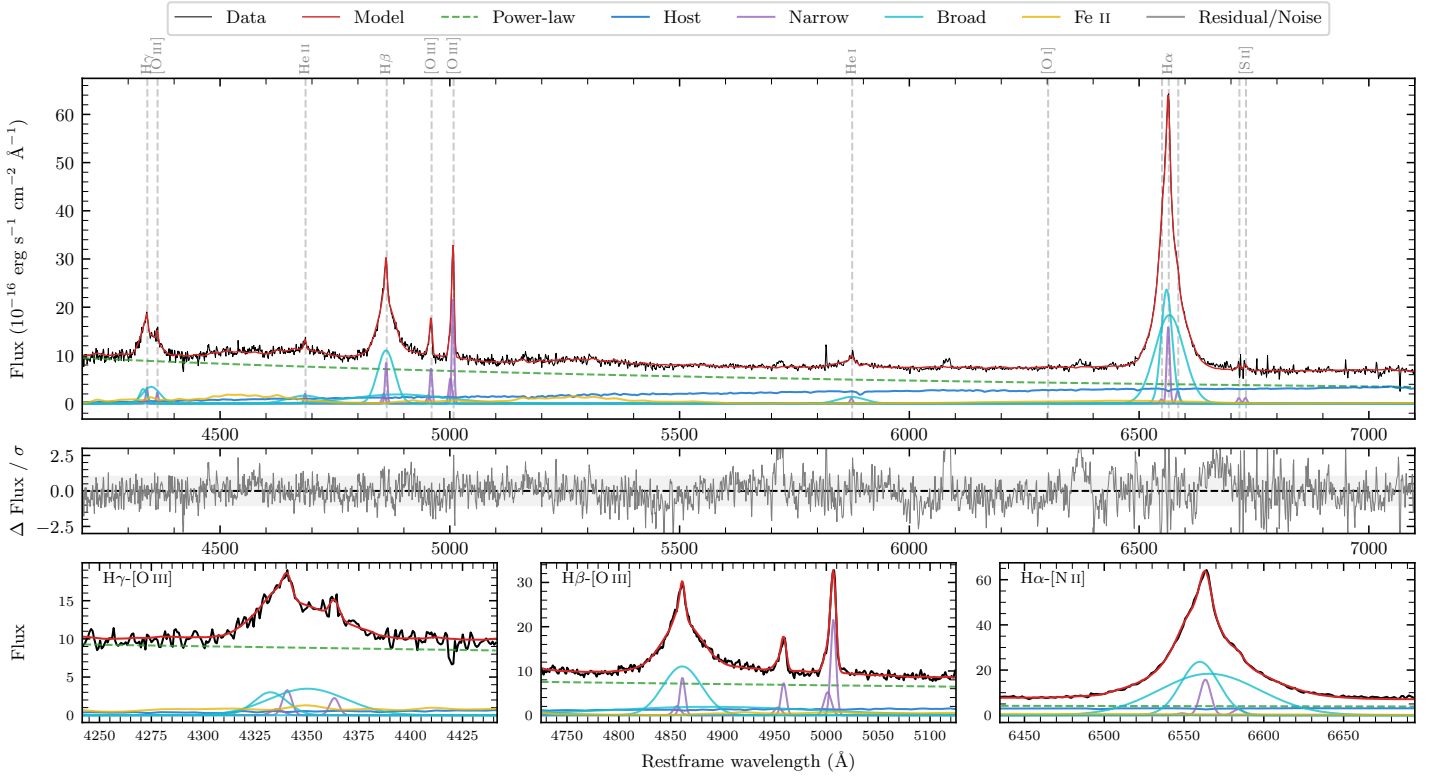 Data Model Power-law Host Narrow Broad Fe II Residual/Noise
Hγ [O III] He II Hβ [O III] [O III] He I [O I] Hα [S II]
Flux (10⁻¹⁶ erg s⁻¹ cm⁻² Å⁻¹)
60
50
40
30
20
10
0
4500 5000 5500 6000 6500 7000
Δ Flux / σ
2.5
0.0
−2.5
4500 5000 5500 6000 6500 7000
Flux
Hγ-[O III]
15
10
5
0
4250 4275 4300 4325 4350 4375 4400 4425
Hβ-[O III]
30
20
10
0
4750 4800 4850 4900 4950 5000 5050 5100
Hα-[N II]
60
40
20
0
6450 6500 6550 6600 6650
Restframe wavelength (Å)